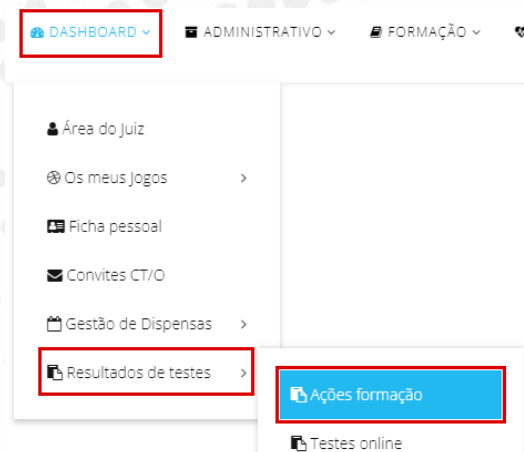 DASHBOARD ADMINISTRATIVO FORMAÇÃO
Área do Juiz
Os meus Jogos
Ficha pessoal
Convites CT/O
Gestão de Dispensas
Resultados de testes
Ações formação
Testes online